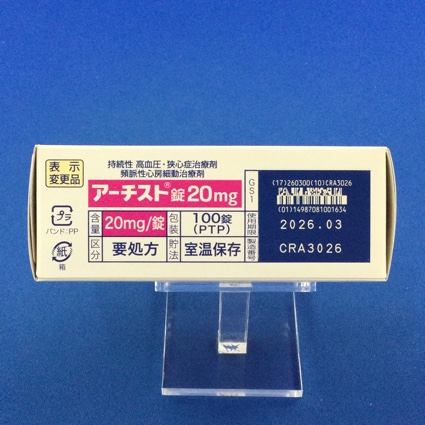 表示
変更品
持続性 高血圧・狭心症治療剤
頻脈性心房細動治療剤
アーチスト®錠20mg
含量 20mg/錠
包装 100錠
(PTP)
区分 要処方
貯法 室温保存
プラ
バンド:PP
紙
箱
GS1
(17)260300(10)CRA3026
(01)14987081001634
使用期限 2026.03
製造番号 CRA3026